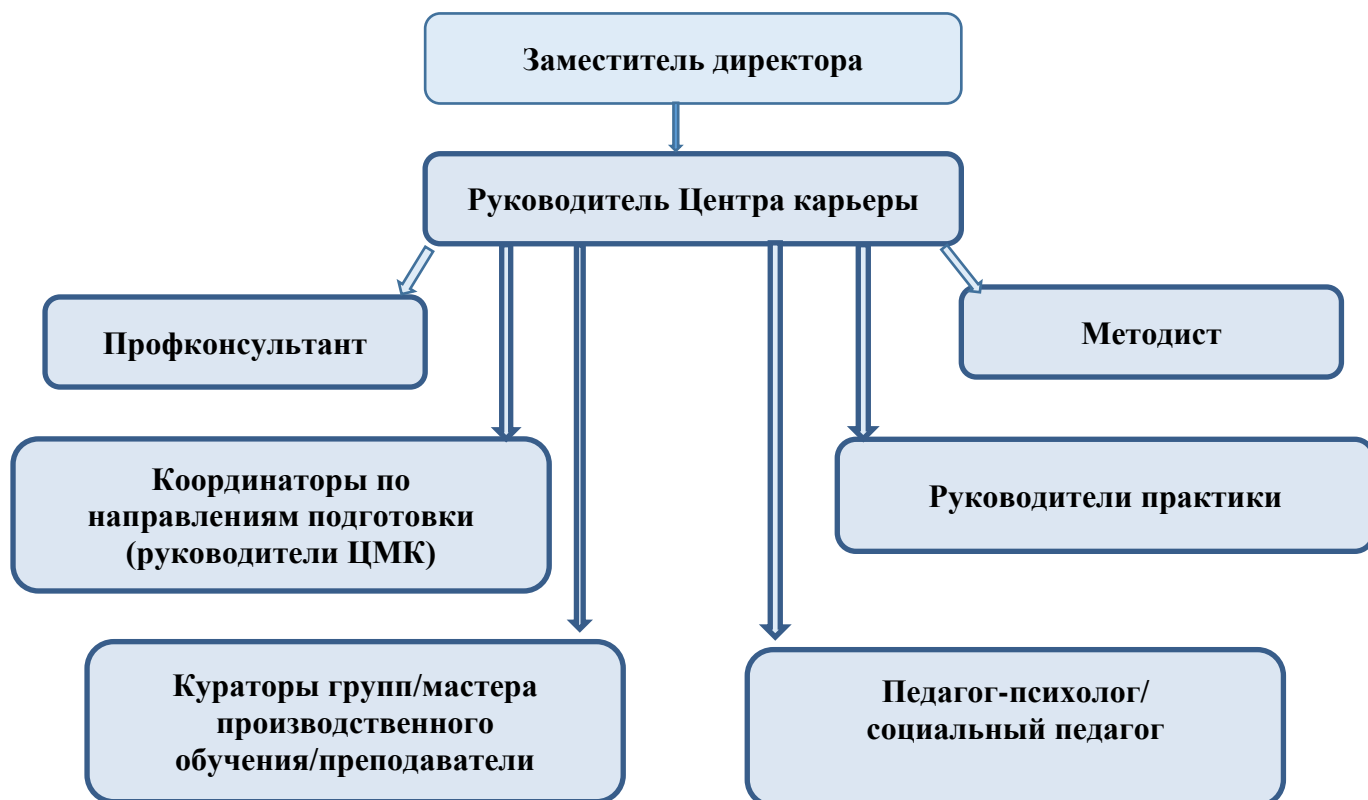 Заместитель директора
Руководитель Центра карьеры
Профконсультант
Методист
Координаторы по
направлениям подготовки
(руководители ЦМК)
Руководители практики
Кураторы групп/мастера
производственного
обучения/преподаватели
Педагог-психолог/
социальный педагог